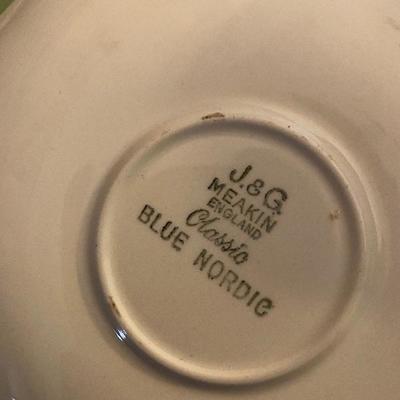 J.&G.
MEAKIN
ENGLAND
Classic
BLUE NORDIC